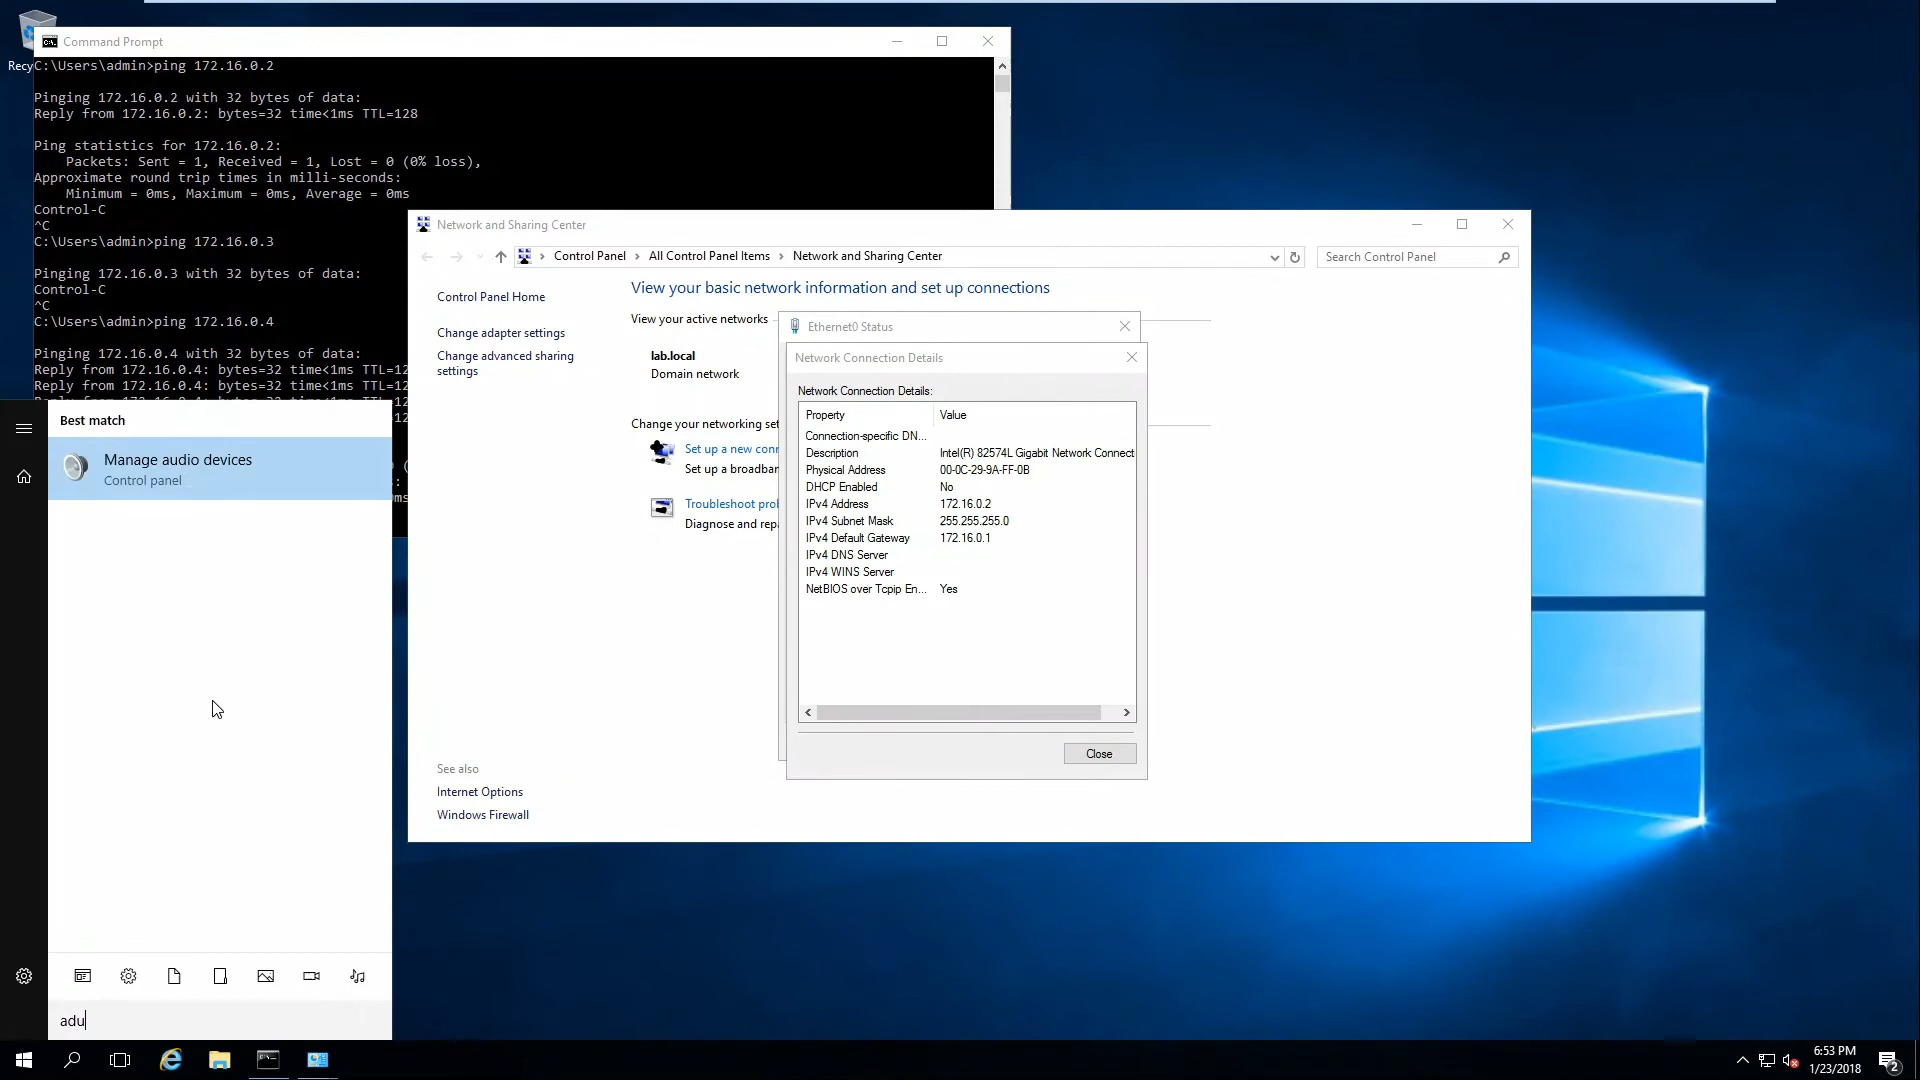 Recy
Command Prompt
C:\Users\admin>ping 172.16.0.2
Pinging 172.16.0.2 with 32 bytes of data:
Reply from 172.16.0.2: bytes=32 time<1ms TTL=128
Ping statistics for 172.16.0.2:
Packets: Sent = 1, Received = 1, Lost = 0 (0% loss),
Approximate round trip times in milli-seconds:
Minimum = 0ms, Maximum = 0ms, Average = 0ms
Control-C
^C
C:\Users\admin>ping 172.16.0.3
Pinging 172.16.0.3 with 32 bytes of data:
Control-C
^C
C:\Users\admin>ping 172.16.0.4
Pinging 172.16.0.4 with 32 bytes of data:
Reply from 172.16.0.4: bytes=32 time<1ms TTL=12
Reply from 172.16.0.4: bytes=32 time<1ms TTL=12
Network and Sharing Center
Control Panel > All Control Panel Items > Network and Sharing Center
Search Control Panel
Control Panel Home
Change adapter settings
Change advanced sharing
settings
See also
Internet Options
Windows Firewall
View your basic network information and set up connections
View your active networks
lab.local
Domain network
Change your networking set
Set up a new conn
Set up a broadban
Troubleshoot prob
Diagnose and repa
Ethernet0 Status
Network Connection Details
Network Connection Details:
Property Value
Connection-specific DN...
Description Intel(R) 82574L Gigabit Network Connect
Physical Address 00-0C-29-9A-FF-0B
DHCP Enabled No
IPv4 Address 172.16.0.2
IPv4 Subnet Mask 255.255.255.0
IPv4 Default Gateway 172.16.0.1
IPv4 DNS Server
IPv4 WINS Server
NetBIOS over Tcpip En... Yes
Close
Best match
Manage audio devices
Control panel
adu
6:53 PM
1/23/2018
2